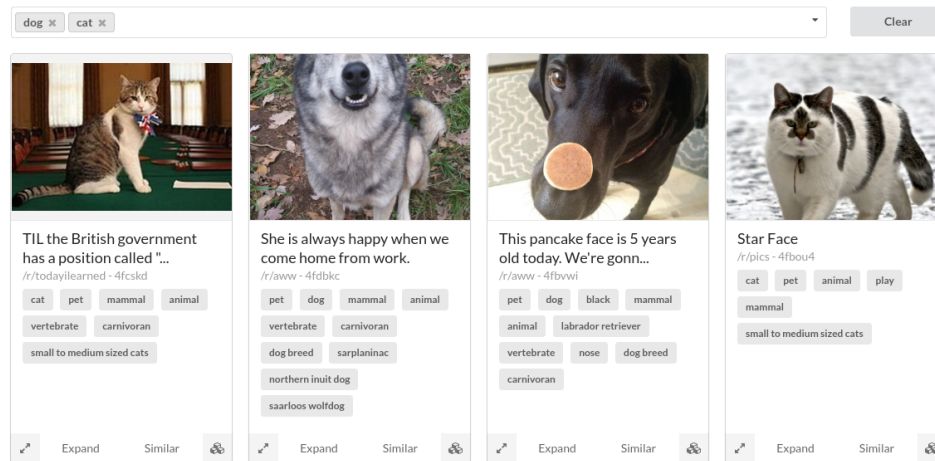 dog × cat ×
Clear
TIL the British government
has a position called "...
/r/todayilearned - 4fcskd
cat pet mammal animal
vertebrate carnivoran
small to medium sized cats
Expand Similar
She is always happy when we
come home from work.
/r/aww - 4fdbkc
pet dog mammal animal
vertebrate carnivoran
dog breed sarplaninac
northern inuit dog
saarloos wolfdog
Expand Similar
This pancake face is 5 years
old today. We're gonn...
/r/aww - 4fbvwi
pet dog black mammal
animal labrador retriever
vertebrate nose dog breed
carnivoran
Expand Similar
Star Face
/r/pics - 4fbou4
cat pet animal play
mammal
small to medium sized cats
Expand Similar